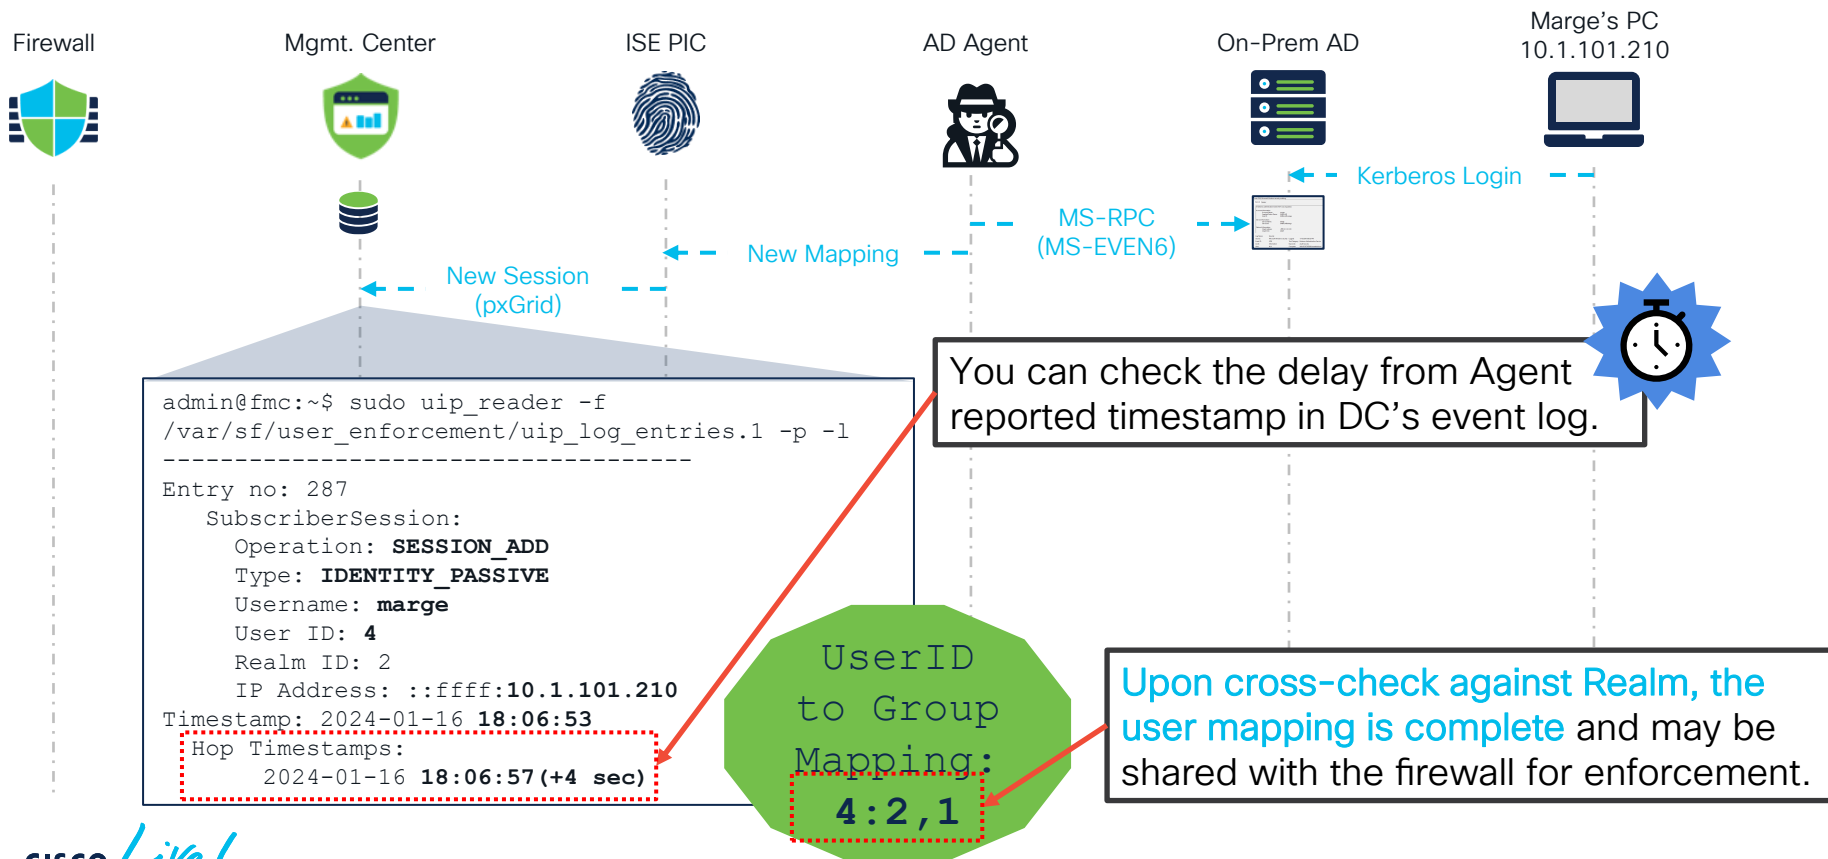 Firewall
Mgmt. Center
ISE PIC
AD Agent
On-Prem AD
Marge's PC
10.1.101.210
Kerberos Login
MS-RPC
(MS-EVEN6)
New Mapping
New Session
(pxGrid)
You can check the delay from Agent
reported timestamp in DC's event log.
admin@fmc:~$ sudo uip_reader -f
/var/sf/user_enforcement/uip_log_entries.1 -p -l
-------------------------------------
Entry no: 287
SubscriberSession:
Operation: SESSION_ADD
Type: IDENTITY_PASSIVE
Username: marge
User ID: 4
Realm ID: 2
IP Address: ::ffff:10.1.101.210
Timestamp: 2024-01-16 18:06:53
Hop Timestamps:
2024-01-16 18:06:57(+4 sec)
UserID
to Group
Mapping:
4:2,1
Upon cross-check against Realm, the
user mapping is complete and may be
shared with the firewall for enforcement.
CISCO Live!